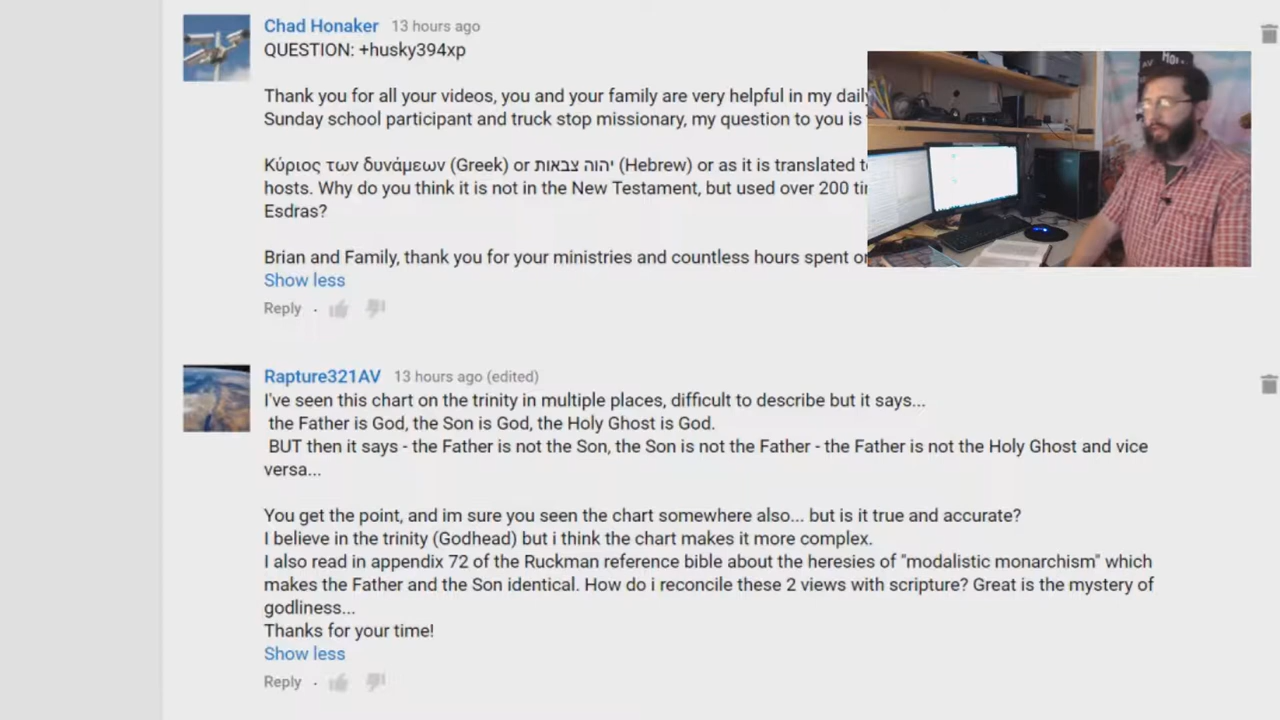 Chad Honaker 13 hours ago
QUESTION: +husky394xp
Thank you for all your videos, you and your family are very helpful in my daily
Sunday school participant and truck stop missionary, my question to you is
Κύριος των δυνάμεων (Greek) or יהוה צבאות (Hebrew) or as it is translated
hosts. Why do you think it is not in the New Testament, but used over 200
Esdras?
Brian and Family, thank you for your ministries and countless hours spent
Show less
Reply
Rapture321AV 13 hours ago (edited)
I've seen this chart on the trinity in multiple places, difficult to describe but it says...
the Father is God, the Son is God, the Holy Ghost is God.
BUT then it says - the Father is not the Son, the Son is not the Father - the Father is not the Holy Ghost and vice
versa...
You get the point, and im sure you seen the chart somewhere also... but is it true and accurate?
I believe in the trinity (Godhead) but i think the chart makes it more complex.
I also read in appendix 72 of the Ruckman reference bible about the heresies of "modalistic monarchism" which
makes the Father and the Son identical. How do i reconcile these 2 views with scripture? Great is the mystery of
godliness...
Thanks for your time!
Show less
Reply